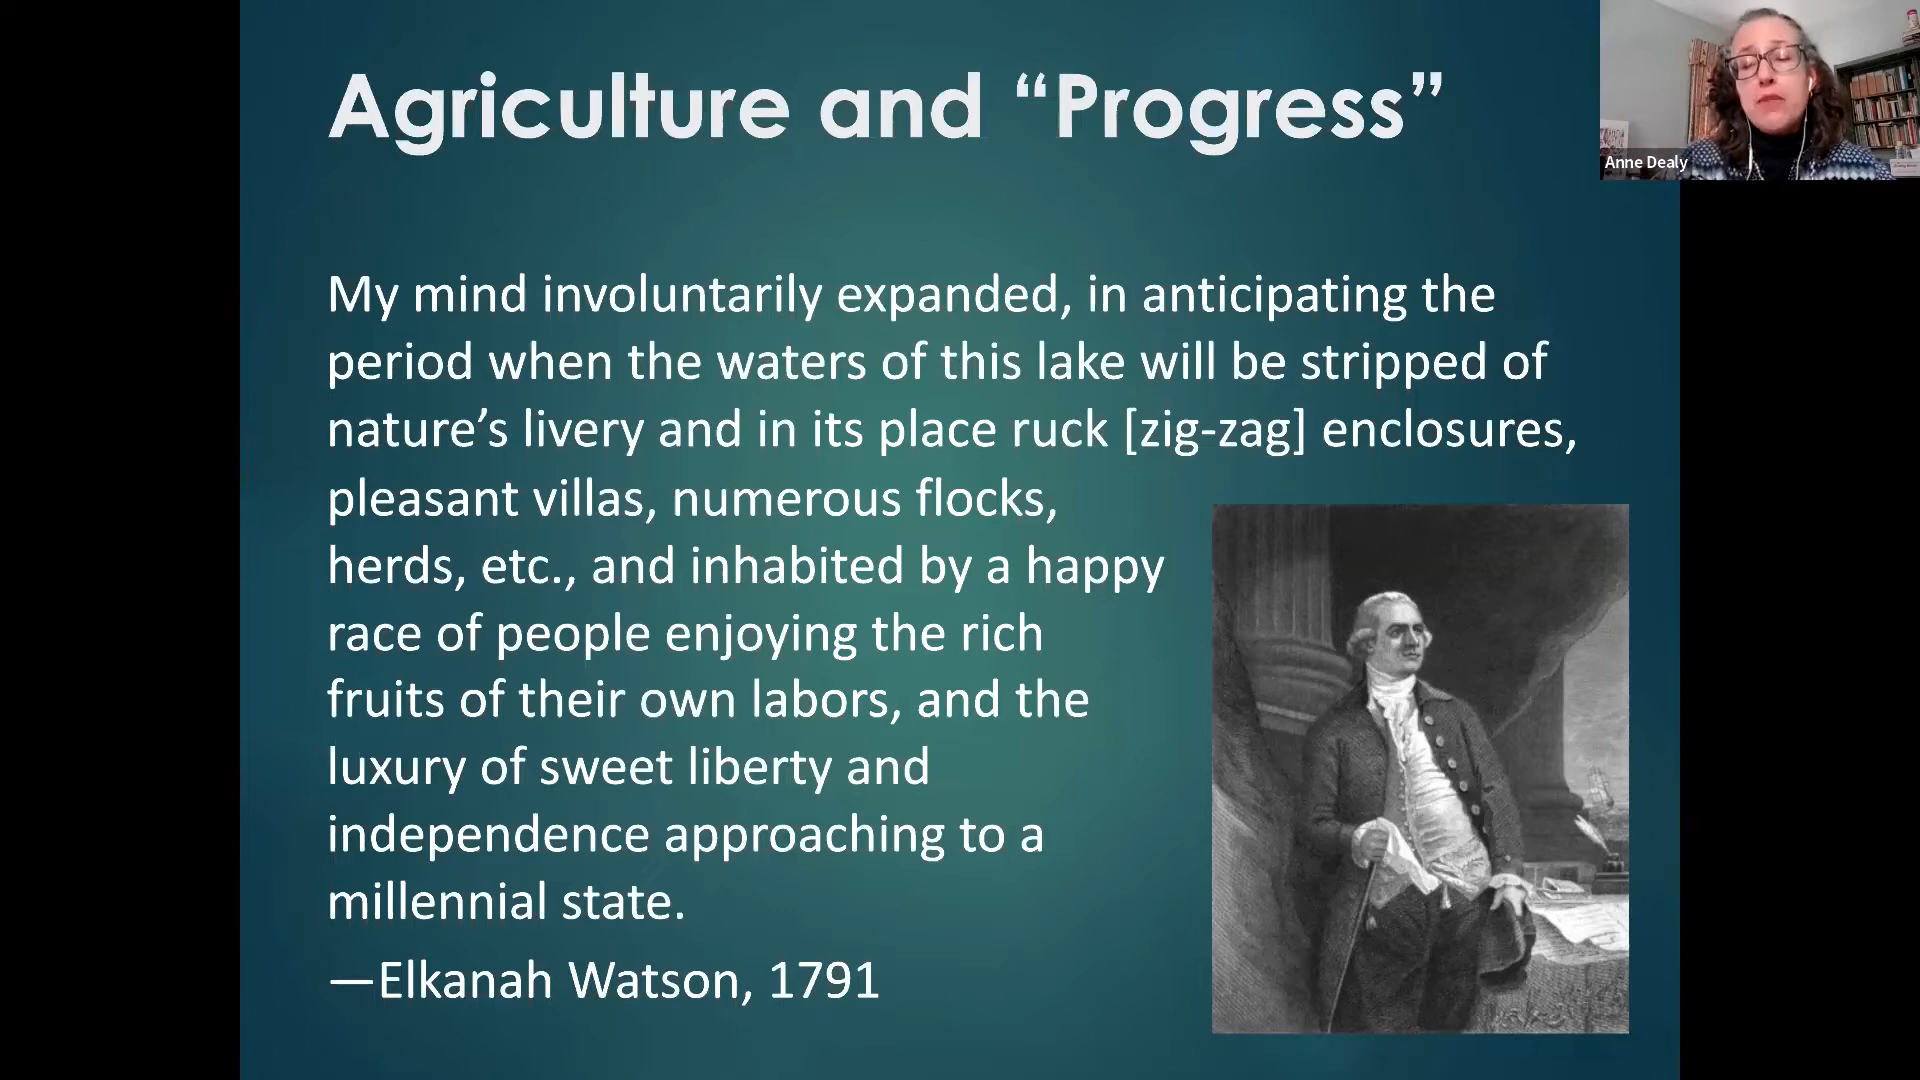 Agriculture and “Progress”
Anne Dealy
My mind involuntarily expanded, in anticipating the
period when the waters of this lake will be stripped of
nature’s livery and in its place ruck [zig-zag] enclosures,
pleasant villas, numerous flocks,
herds, etc., and inhabited by a happy
race of people enjoying the rich
fruits of their own labors, and the
luxury of sweet liberty and
independence approaching to a
millennial state.
—Elkanah Watson, 1791